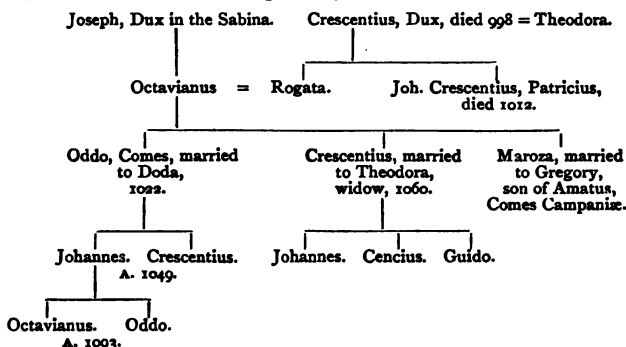 Joseph, Dux in the Sabina. Crescentius, Dux, died 998 = Theodora.
Octavianus = Rogata. Joh. Crescentius, Patricius,
died 1012.
Oddo, Comes, married
to Doda,
1022.
Crescentius, married
to Theodora,
widow, 1060.
Maroza, married
to Gregory,
son of Amatus,
Comes Campaniæ.
Johannes. Crescentius.
A. 1049.
Johannes. Cencius. Guido.
Octavianus. Oddo.
A. 1093.